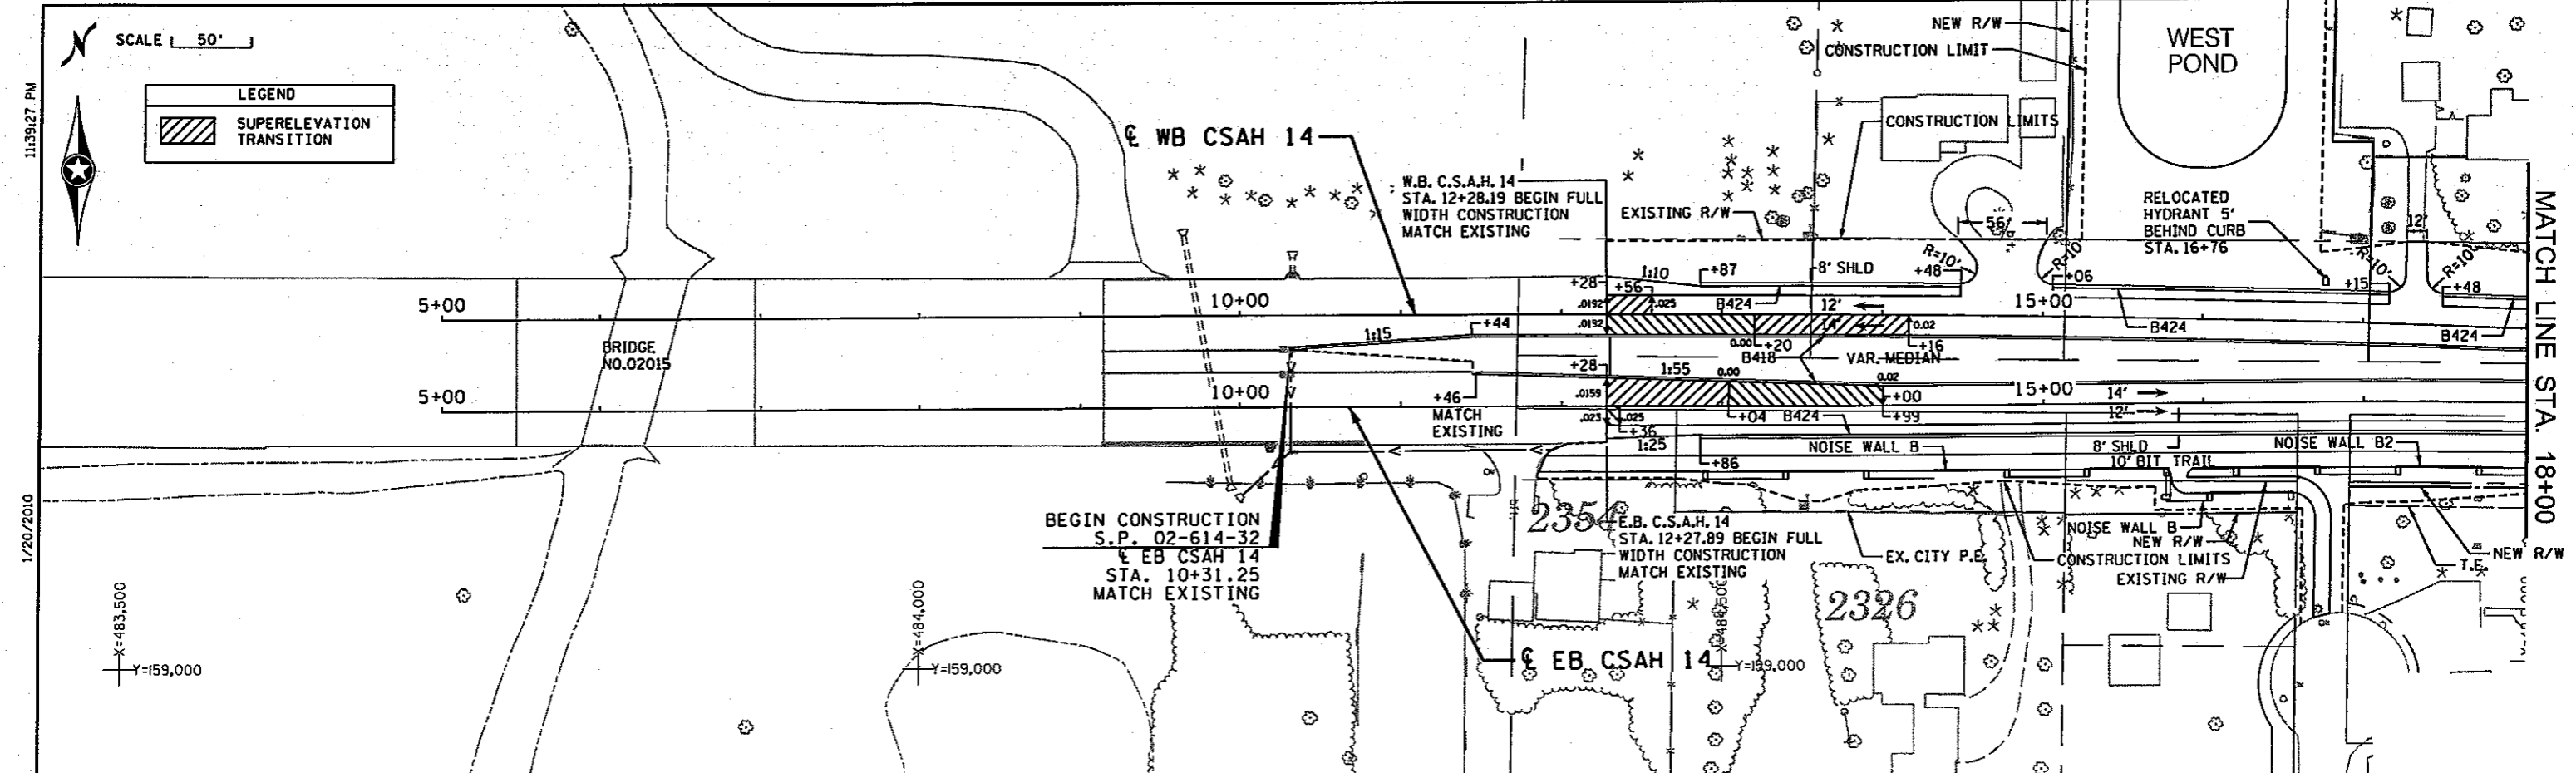 SCALE 50'
LEGEND
SUPERELEVATION
TRANSITION
11:39:27 PM
1/20/2010
℄ WB CSAH 14
W.B. C.S.A.H. 14
STA. 12+28.19 BEGIN FULL
WIDTH CONSTRUCTION
MATCH EXISTING
EXISTING R/W
NEW R/W
CONSTRUCTION LIMIT
CONSTRUCTION LIMITS
WEST
POND
RELOCATED
HYDRANT 5'
BEHIND CURB
STA. 16+76
56'
12'
R=10'
R=10'
R=10'
R=10'
5+00
10+00
+28
1:10
+87
8' SHLD
+48
+06
+15
+48
+56
.0192
.025
B424
12'
15+00
B424
B424
.0192
14'
0.02
0.00
+20
+16
B418
VAR. MEDIAN
1:15
+44
BRIDGE
NO.02015
5+00
10+00
+28
1:55
0.00
0.02
15+00
14'
12'
+46
MATCH
EXISTING
.0159
+00
.023
.025
+04
B424
+99
+36
1:25
+86
NOISE WALL B
8' SHLD
10' BIT TRAIL
NOISE WALL B2
MATCH LINE STA. 18+00
BEGIN CONSTRUCTION
S.P. 02-614-32
℄ EB CSAH 14
STA. 10+31.25
MATCH EXISTING
2354
E.B. C.S.A.H. 14
STA. 12+27.89 BEGIN FULL
WIDTH CONSTRUCTION
MATCH EXISTING
EX. CITY P.E.
NOISE WALL B
NEW R/W
CONSTRUCTION LIMITS
EXISTING R/W
T.E.
NEW R/W
2326
℄ EB CSAH 14
X=483,500
Y=159,000
X=484,000
Y=159,000
X=484,500
Y=159,000